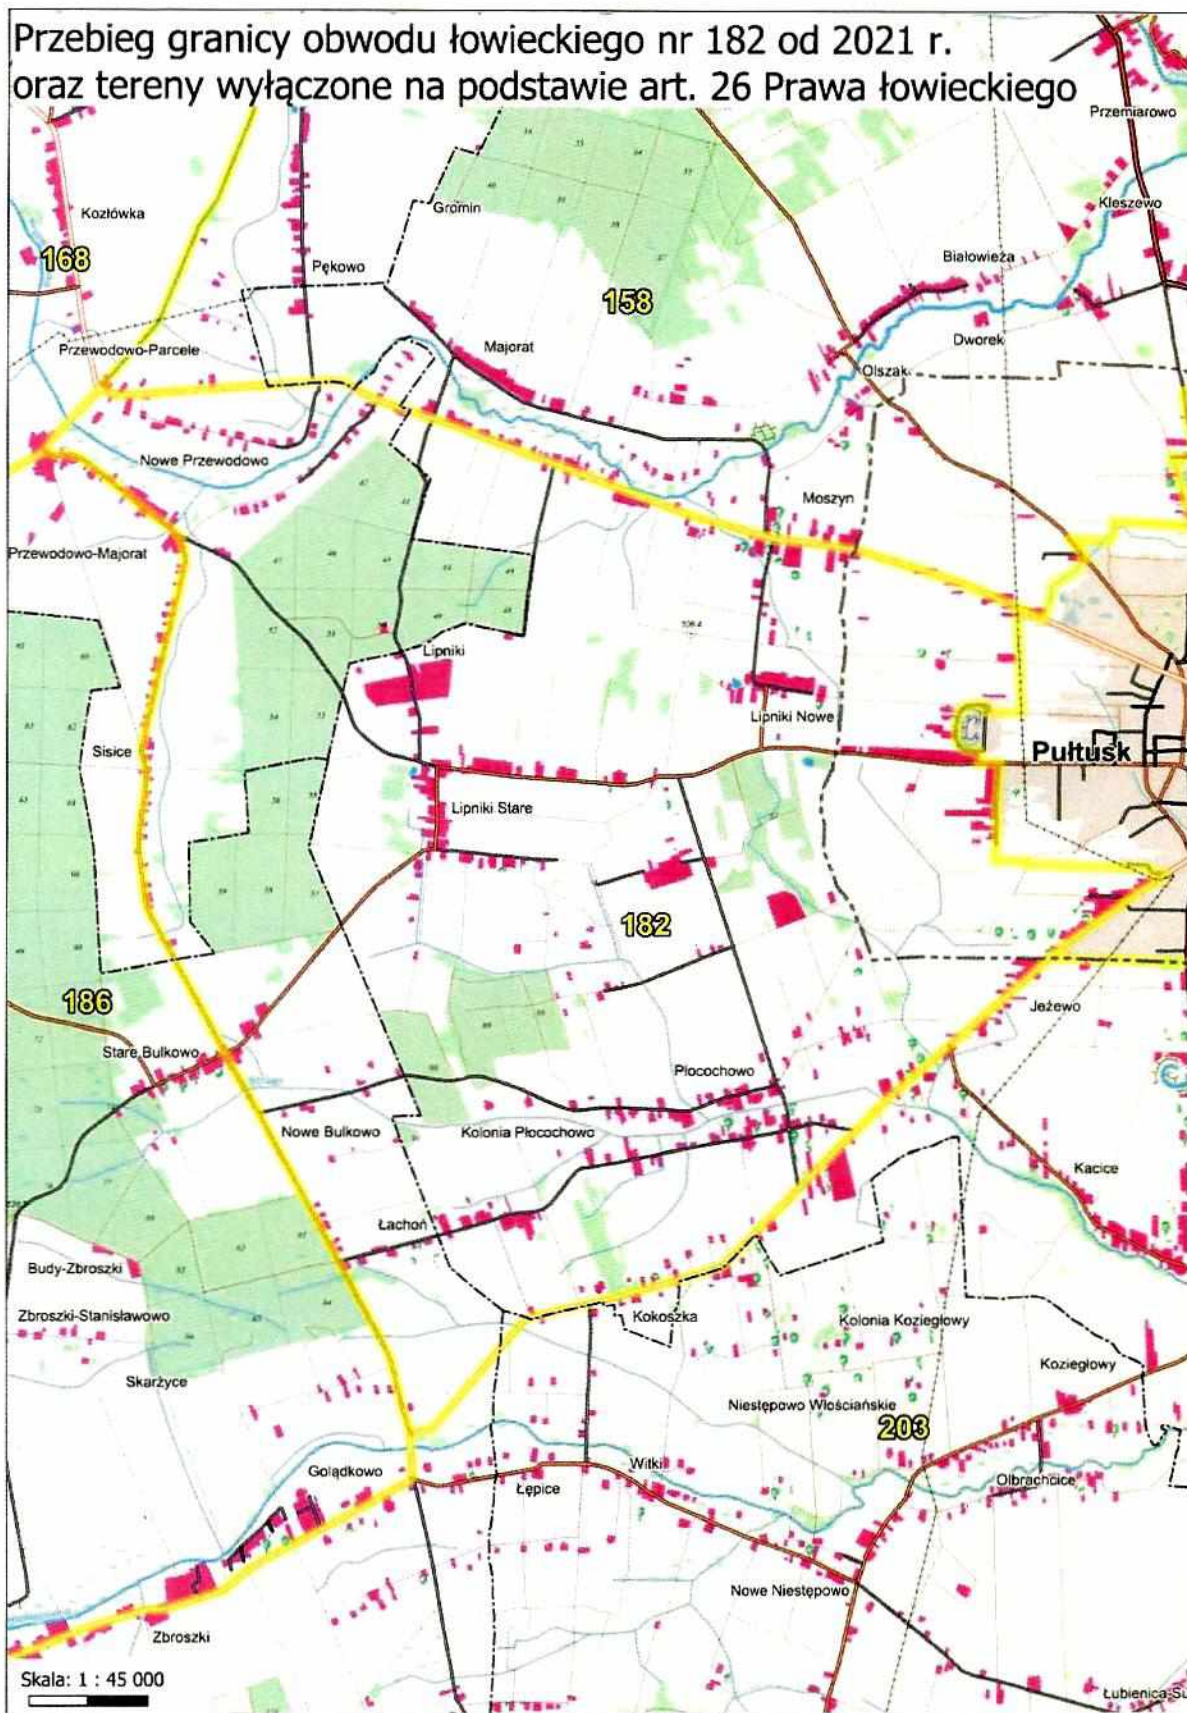 Przebieg granicy obwodu łowieckiego nr 182 od 2021 r.
oraz tereny wyłączone na podstawie art. 26 Prawa łowieckiego
Przemiarowo
Kozłówka
Gromin
Kleszewo
168
Pękowo
Białowieża
158
Przewodowo-Parcele
Majorat
Dworek
Olszak
Nowe Przewodowo
Moszyn
Przewodowo-Majorat
Lipniki
Lipniki Nowe
Sisice
Pułtusk
Lipniki Stare
182
186
Jeżewo
Stare Bulkowo
Płocochowo
Nowe Bulkowo
Kolonia Płocochowo
Kacice
Łachoń
Budy-Zbroszki
Zbroszki-Stanisławowo
Kokoszka
Kolonia Koziegłowy
Koziegłowy
Skarżyce
Niestępowo Włościańskie
203
Gołądkowo
Witki
Łępice
Olbrachcice
Nowe Niestępowo
Zbroszki
Skala: 1 : 45 000
Łubienica-Su